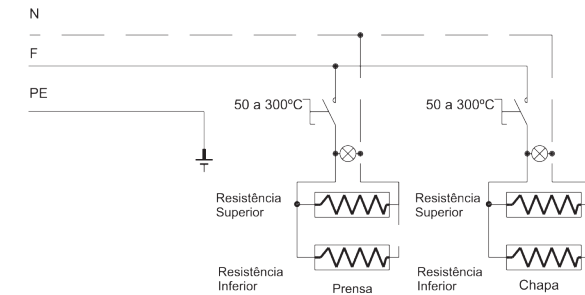 N
F
PE
50 a 300ºC
50 a 300ºC
Resistência
Superior
Resistência
Superior
Resistência
Inferior
Prensa
Resistência
Inferior
Chapa